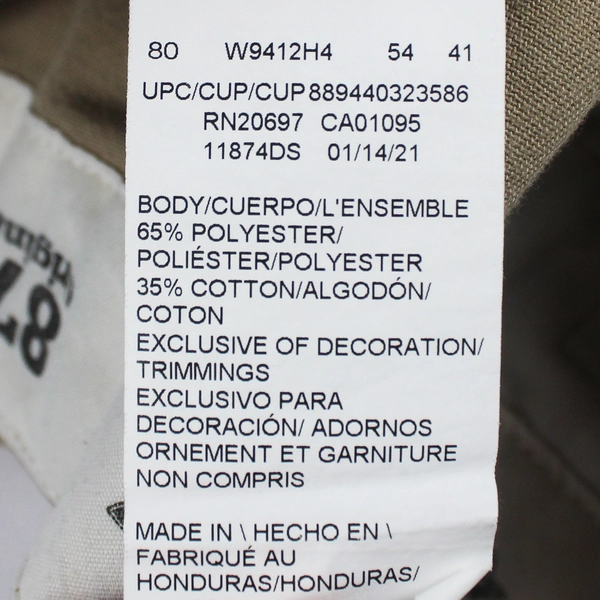 80 W9412H4 54 41
UPC/CUP/CUP 889440323586
RN20697 CA01095
11874DS 01/14/21
BODY/CUERPO/L'ENSEMBLE
65% POLYESTER/
POLIÉSTER/POLYESTER
35% COTTON/ALGODÓN/
COTON
EXCLUSIVE OF DECORATION/
TRIMMINGS
EXCLUSIVO PARA
DECORACIÓN/ ADORNOS
ORNEMENT ET GARNITURE
NON COMPRIS
MADE IN \ HECHO EN \
FABRIQUÉ AU
HONDURAS/HONDURAS/
87